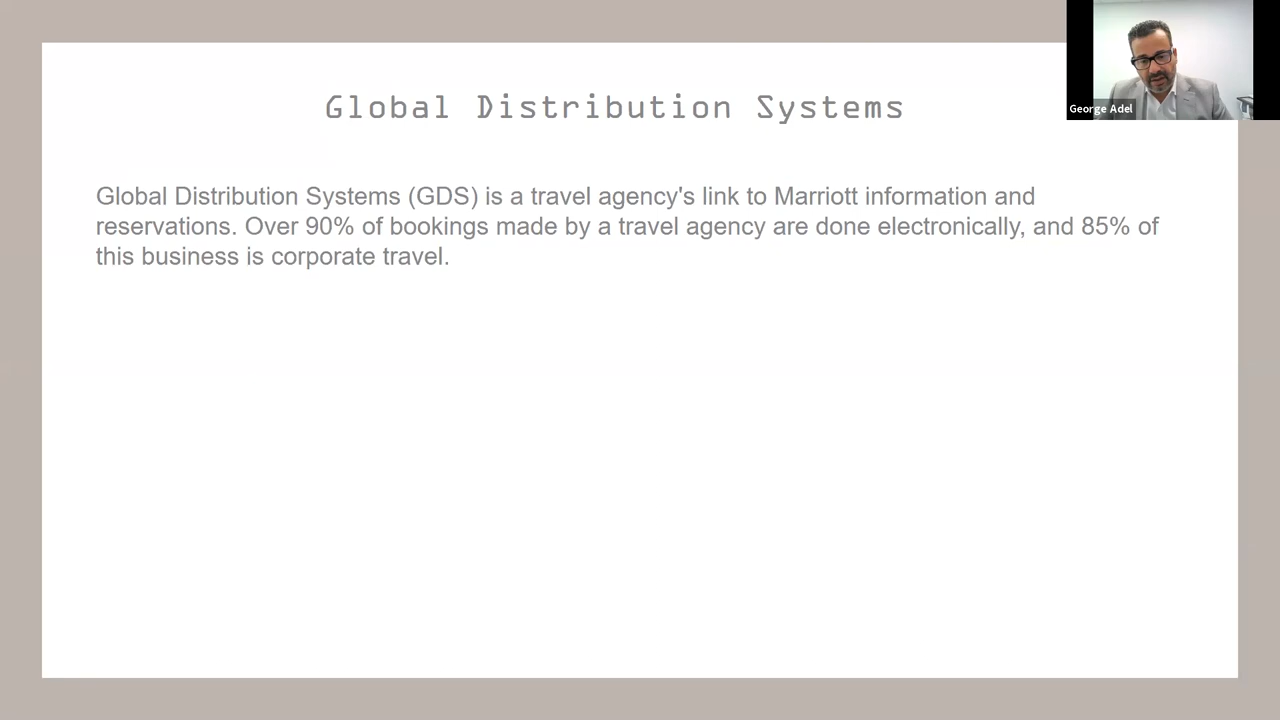 Global Distribution Systems
George Adel
Global Distribution Systems (GDS) is a travel agency's link to Marriott information and
reservations. Over 90% of bookings made by a travel agency are done electronically, and 85% of
this business is corporate travel.